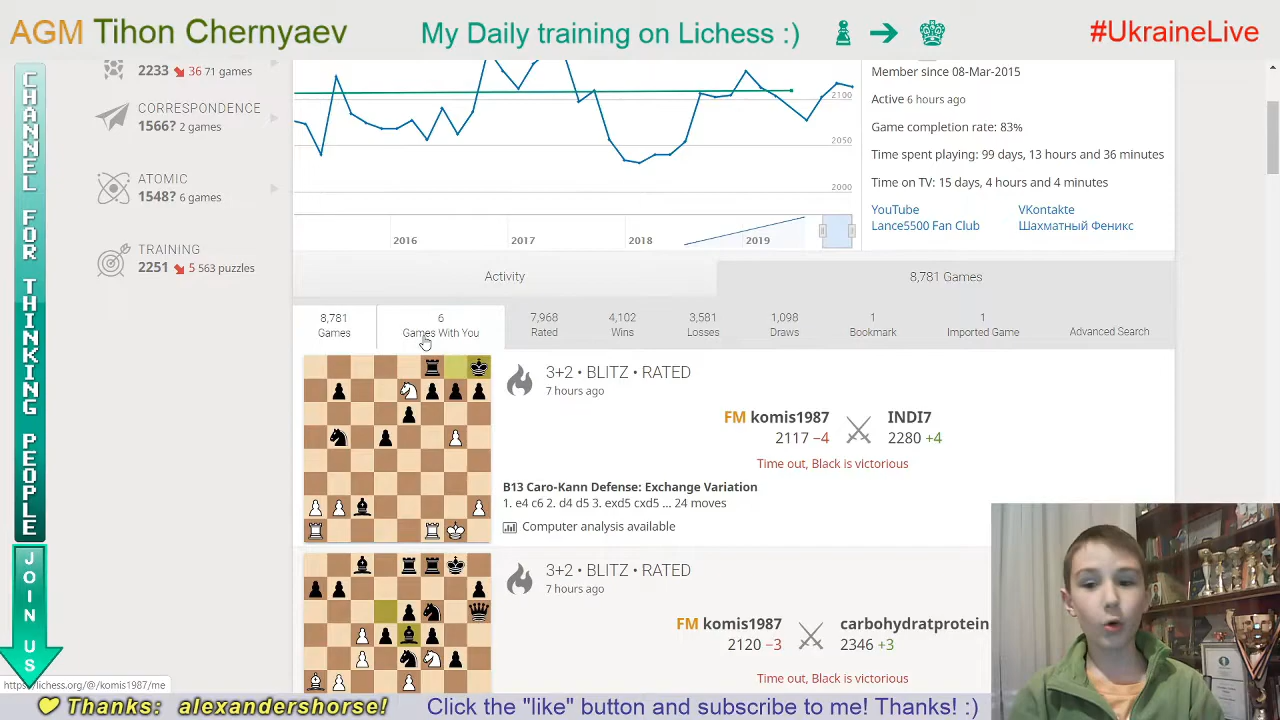 AGM Tihon Chernyaev
My Daily training on Lichess :)
#UkraineLive
CHANNEL FOR THINKING PEOPLE
JOIN US
2233 36 71 games
CORRESPONDENCE
1566? 2 games
ATOMIC
1548? 6 games
TRAINING
2251 5 5 563 puzzles
2100
2050
2000
2016
2017
2018
2019
Member since 08-Mar-2015
Active 6 hours ago
Game completion rate: 83%
Time spent playing: 99 days, 13 hours and 36 minutes
Time on TV: 15 days, 4 hours and 4 minutes
YouTube
VKontakte
Lance5500 Fan Club
Шахматный Феникс
Activity
8,781 Games
8,781 Games
6 Games With You
7,968 Rated
4,102 Wins
3,581 Losses
1,098 Draws
1 Bookmark
1 Imported Game
Advanced Search
3+2 • BLITZ • RATED
7 hours ago
FM komis1987
INDI7
2117 −4
2280 +4
Time out, Black is victorious
B13 Caro-Kann Defense: Exchange Variation
1. e4 c6 2. d4 d5 3. exd5 cxd5 ... 24 moves
Computer analysis available
3+2 • BLITZ • RATED
7 hours ago
FM komis1987
carbohydratprotein
2120 −3
2346 +3
Time out, Black is victorious
https://lichess.org/@/komis1987/me
Thanks: alexandershorse!
Click the "like" button and subscribe to me! Thanks! :)